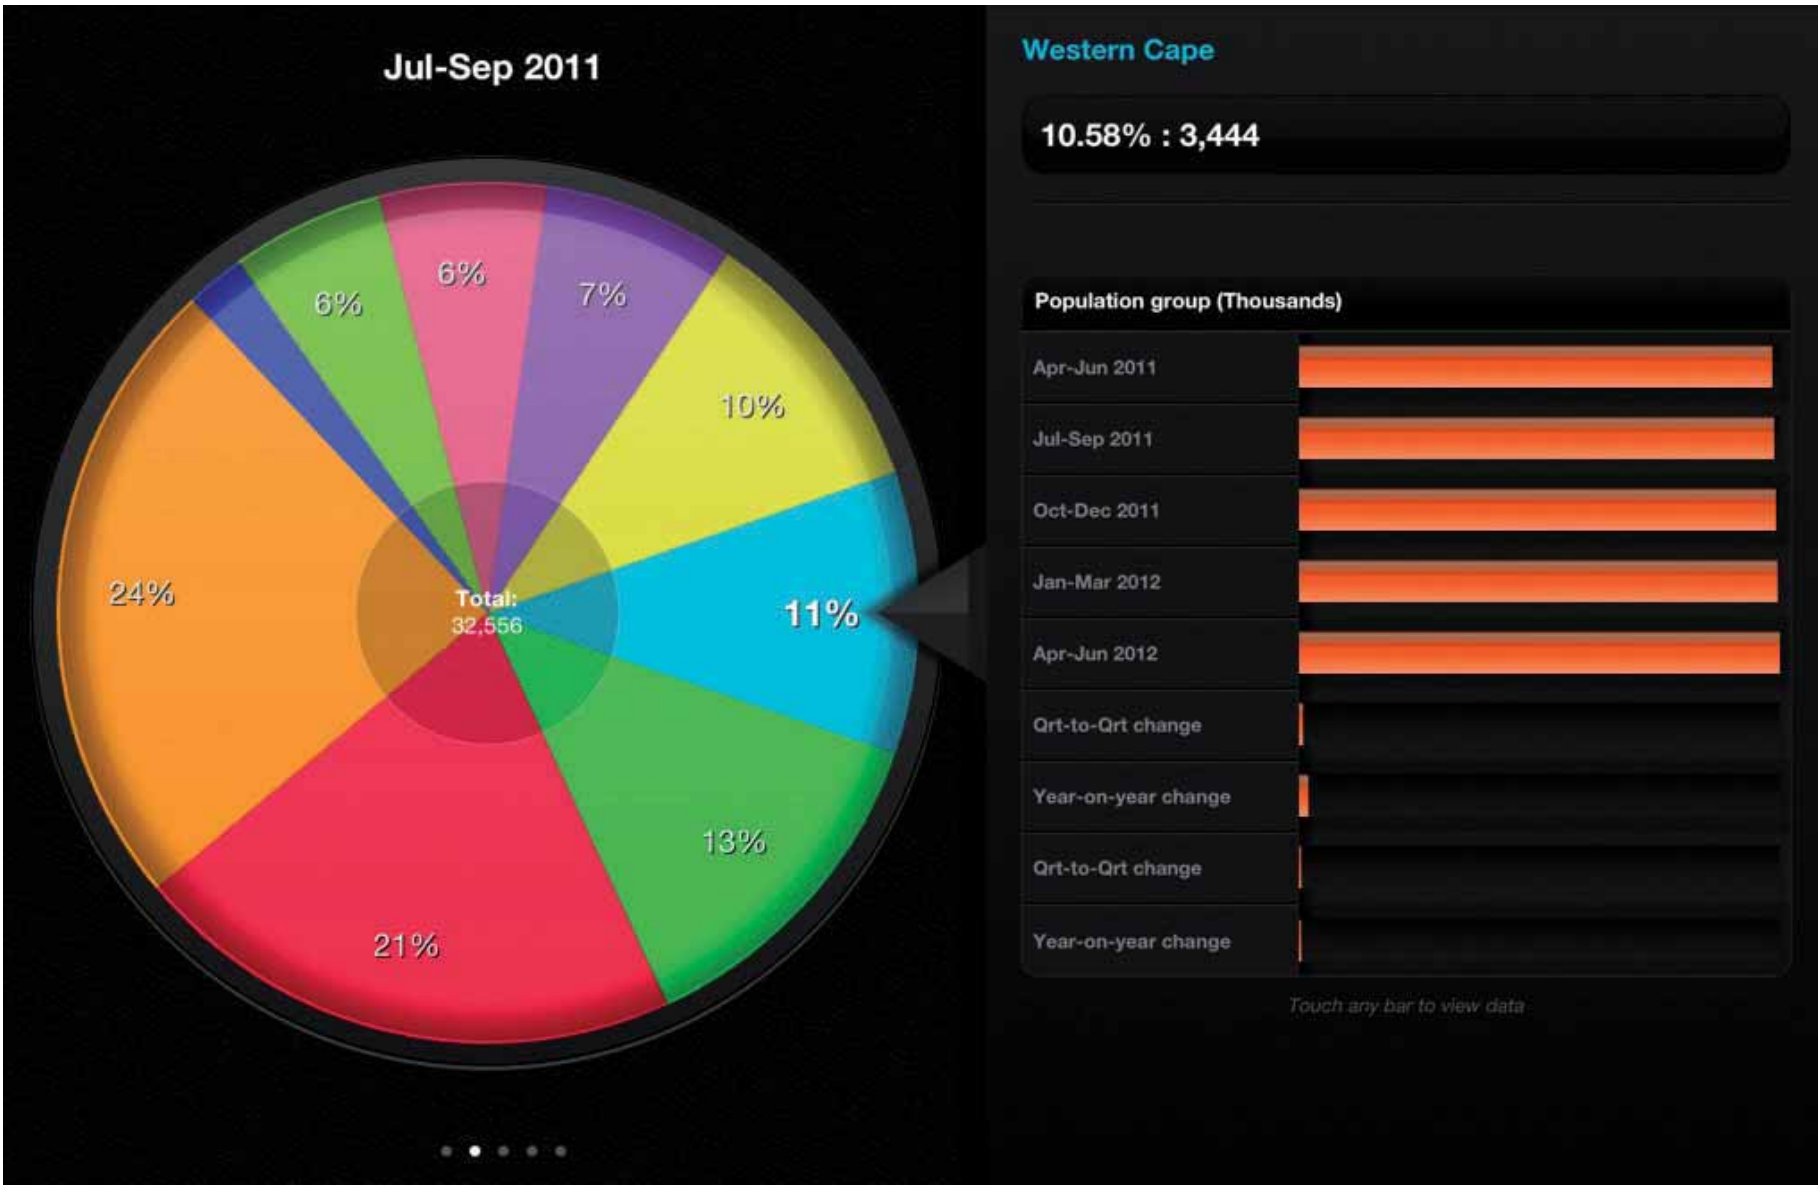 Jul-Sep 2011
6%
6%
7%
10%
24%
Total:
32,556
11%
13%
21%
Western Cape
10.58% : 3,444
Population group (Thousands)
Apr-Jun 2011
Jul-Sep 2011
Oct-Dec 2011
Jan-Mar 2012
Apr-Jun 2012
Qrt-to-Qrt change
Year-on-year change
Qrt-to-Qrt change
Year-on-year change
Touch any bar to view data